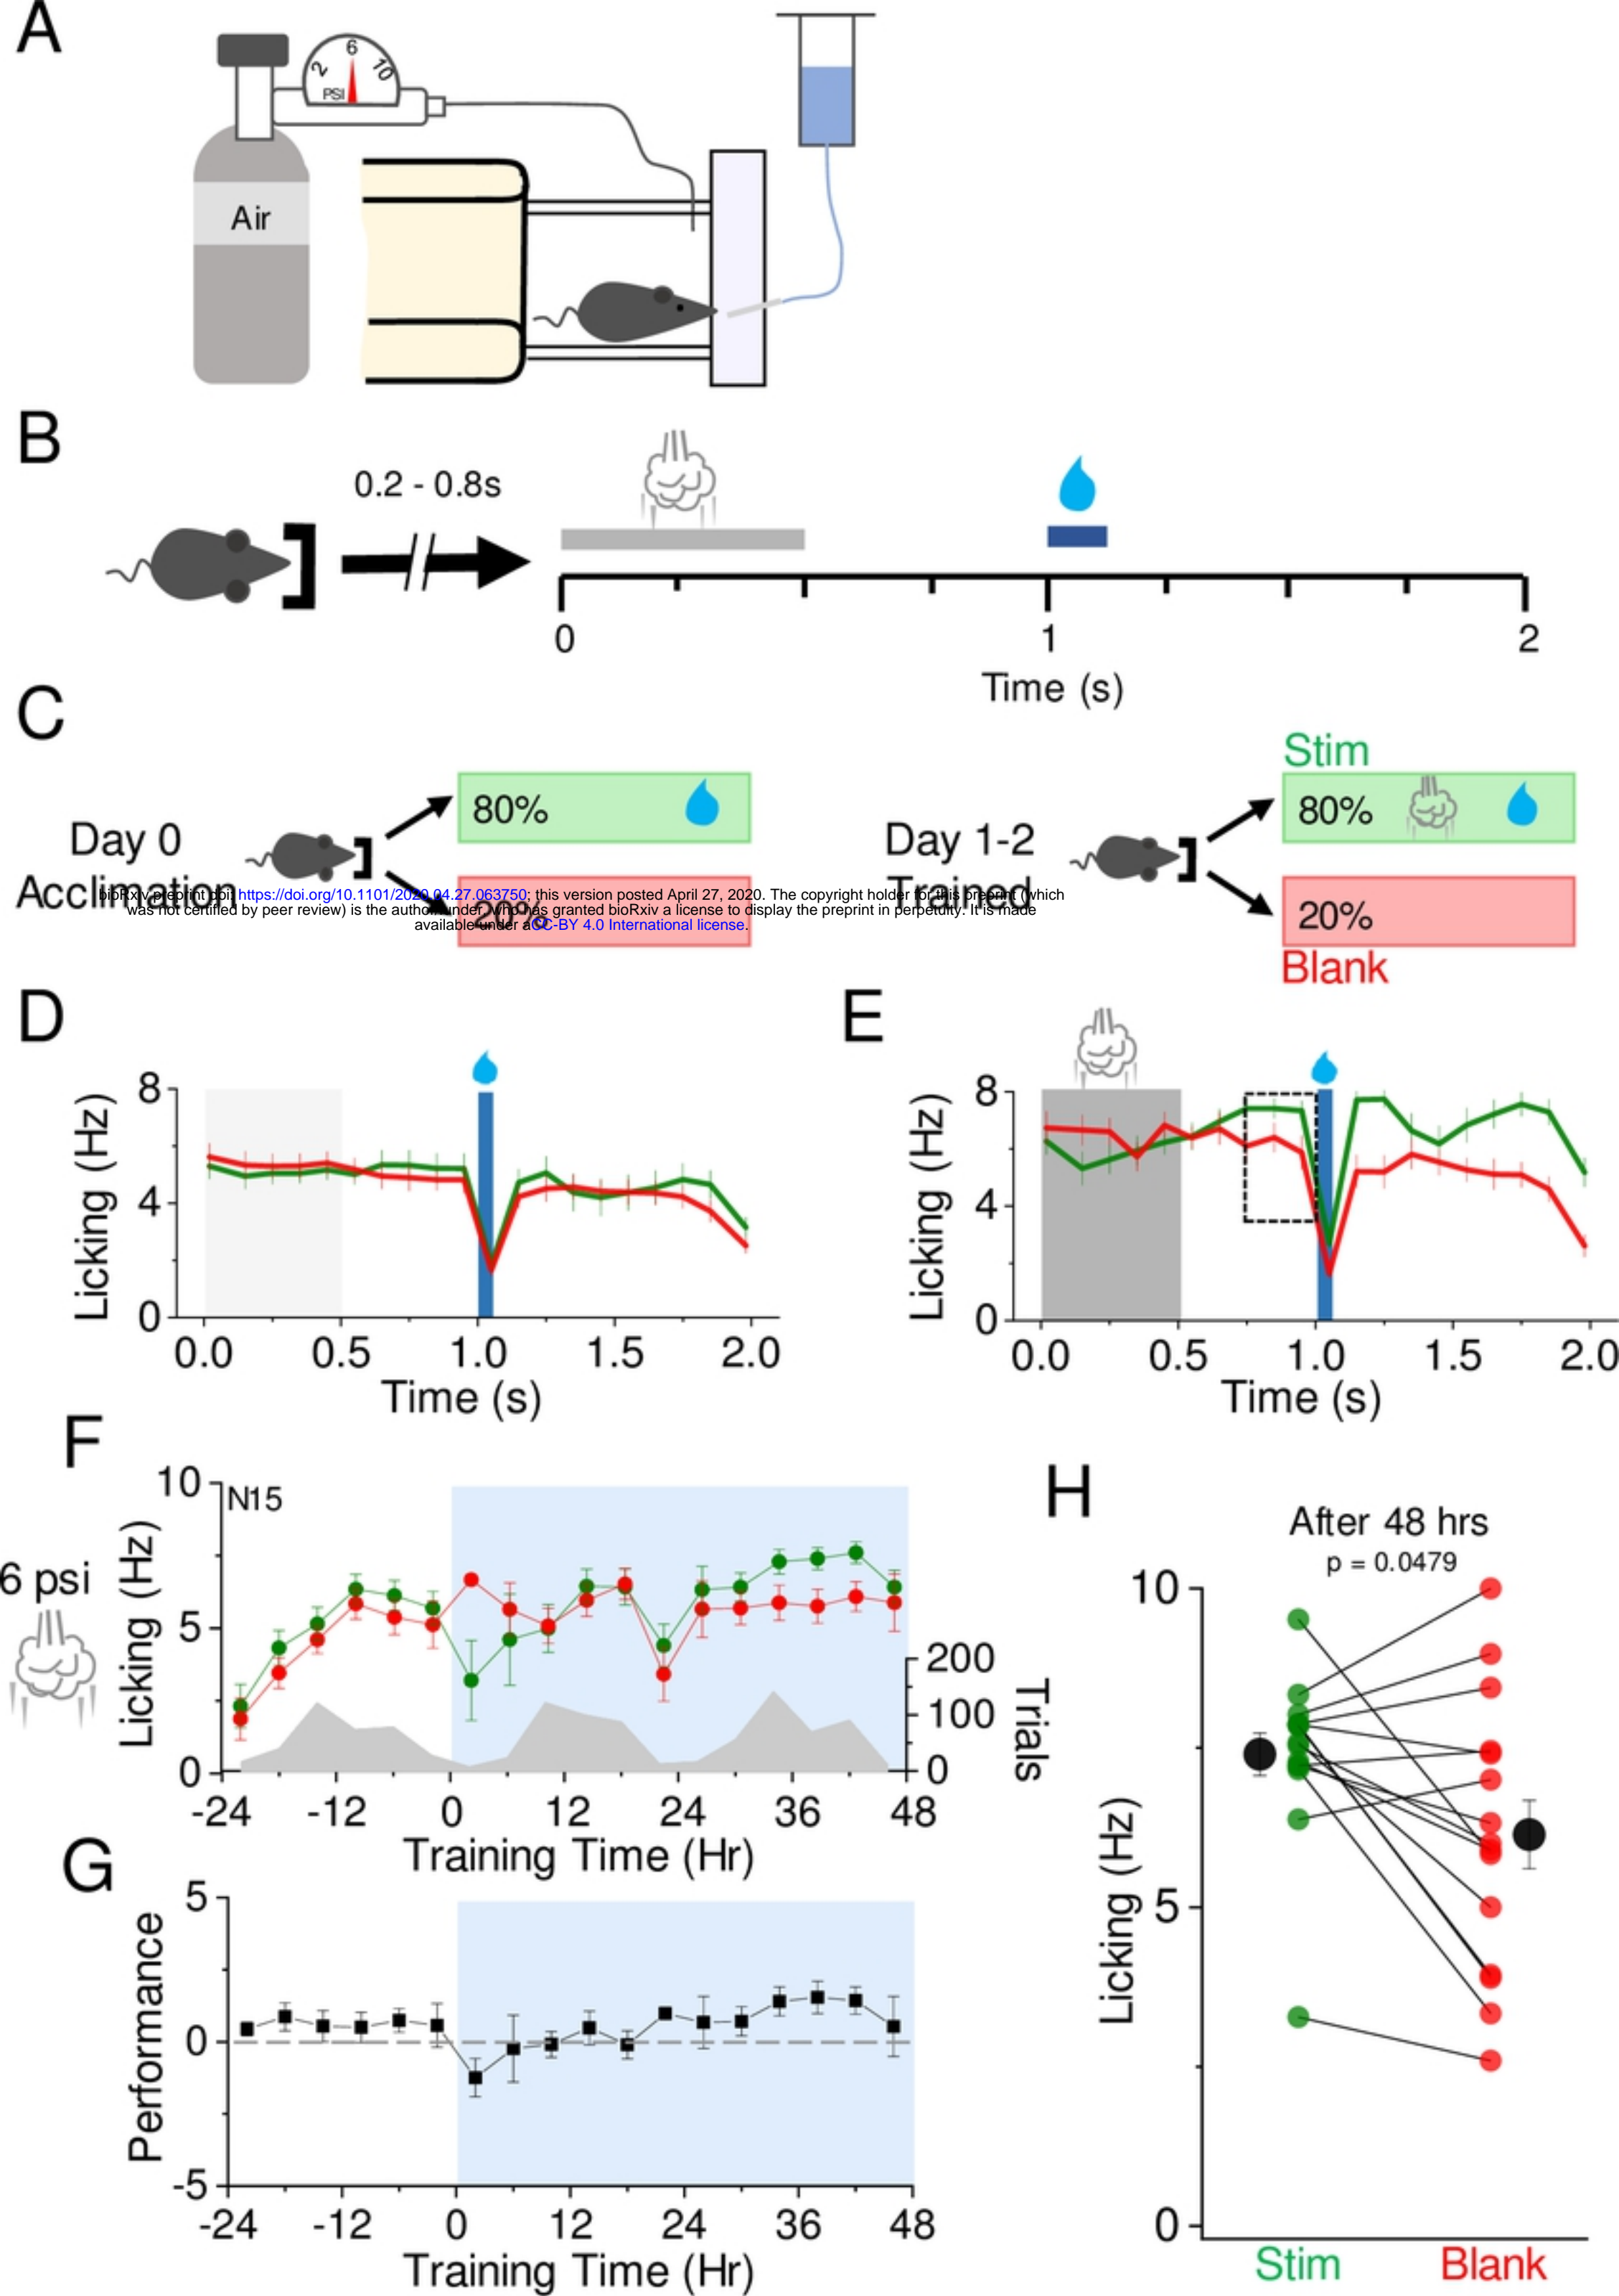 A
2
6
10
PSI
Air
B
0.2 - 0.8s
0
1
2
Time (s)
C
Day 0
Acclimation
80%
20%
Day 1-2
Trained
Stim
80%
20%
Blank
bioRxiv preprint doi: https://doi.org/10.1101/2020.04.27.063750; this version posted April 27, 2020. The copyright holder for this preprint (which
was not certified by peer review) is the author/funder, who has granted bioRxiv a license to display the preprint in perpetuity. It is made
available under aCC-BY 4.0 International license.
D
Licking (Hz)
8
4
0
0.0 0.5 1.0 1.5 2.0
Time (s)
E
Licking (Hz)
8
4
0
0.0 0.5 1.0 1.5 2.0
Time (s)
F
6 psi
Licking (Hz)
10
5
0
N15
200
100
0
Trials
-24 -12 0 12 24 36 48
Training Time (Hr)
G
Performance
5
0
-5
-24 -12 0 12 24 36 48
Training Time (Hr)
H
After 48 hrs
p = 0.0479
Licking (Hz)
10
5
0
Stim Blank